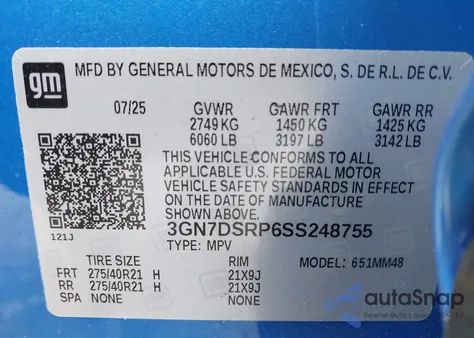 gm
MFD BY GENERAL MOTORS DE MEXICO, S. DE R.L. DE C.V.
07/25 GVWR GAWR FRT GAWR RR
2749 KG 1450 KG 1425 KG
6060 LB 3197 LB 3142 LB
THIS VEHICLE CONFORMS TO ALL
APPLICABLE U.S. FEDERAL MOTOR
VEHICLE SAFETY STANDARDS IN EFFECT
ON THE DATE OF MANUFACTURE
SHOWN ABOVE.
121J 3GN7DSRP6SS248755
TYPE: MPV
TIRE SIZE RIM MODEL: 651MM48
FRT 275/40R21 H 21X9J
RR 275/40R21 H 21X9J
SPA NONE NONE
autoSnap